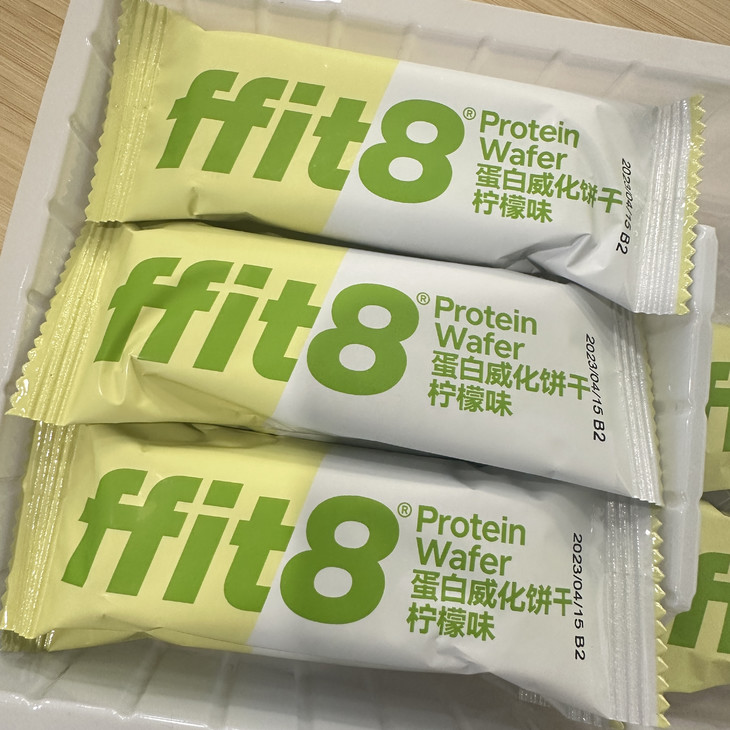 ffit8®
Protein
Wafer
蛋白威化饼干
柠檬味
2023/04/15 B2
ffit8®
Protein
Wafer
蛋白威化饼干
柠檬味
2023/04/15 B2
ffit8®
Protein
Wafer
蛋白威化饼干
柠檬味
2023/04/15 B2